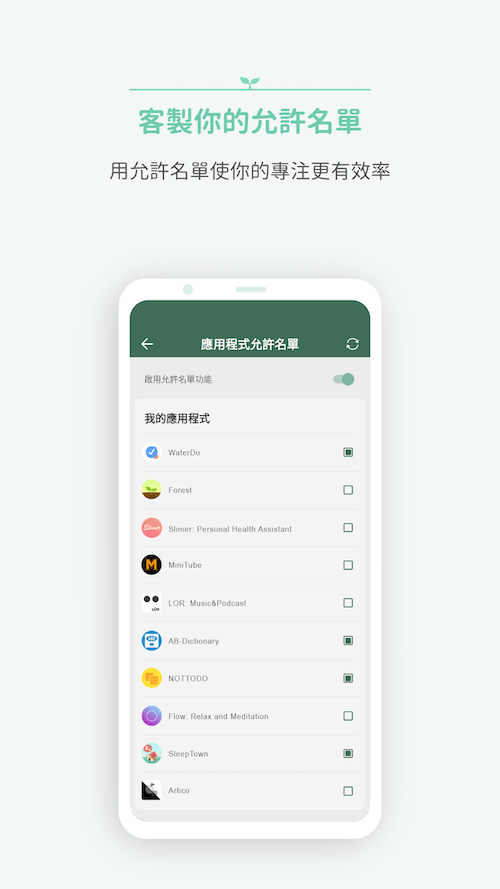 客製你的允許名單
用允許名單使你的專注更有效率
應用程式允許名單
啟用允許名單功能
我的應用程式
WaterDo
Forest
Slimer
Slimer: Personal Health Assistant
M
MiniTube
LOR
LOR: Music&Podcast
AB-Dictionary
NOTTODO
Flow: Relax and Meditation
SleepTown
Artico